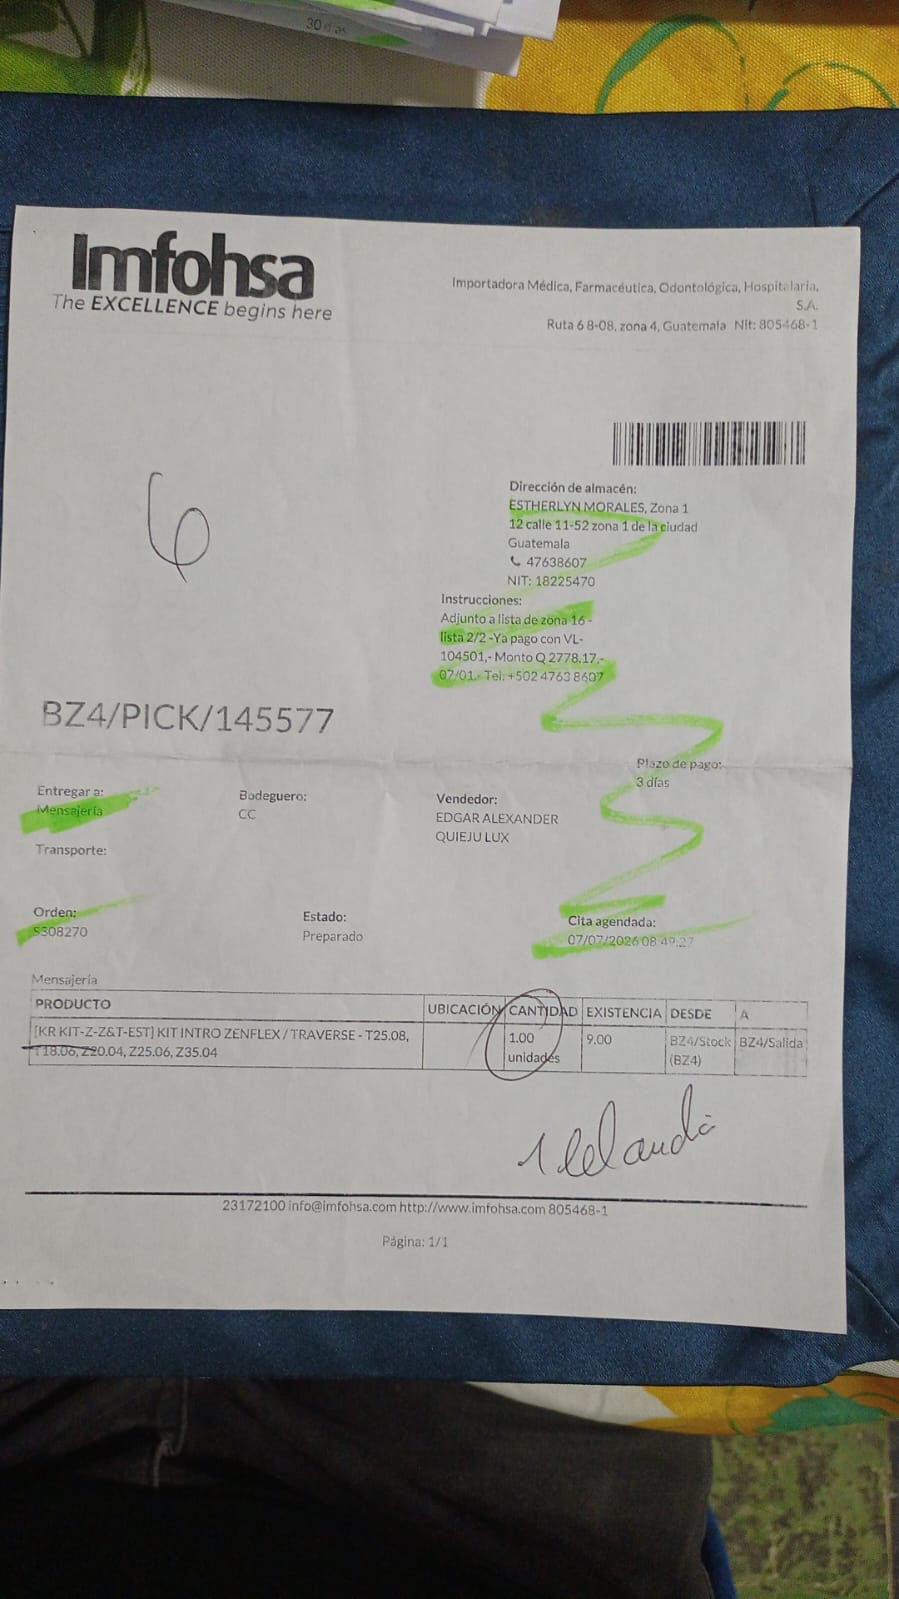 30 días
Imfohsa
The EXCELLENCE begins here
Importadora Médica, Farmacéutica, Odontológica, Hospitalaria,
S.A.
Ruta 6 8-08, zona 4, Guatemala Nit: 805468-1
6
Dirección de almacén:
ESTHERLYN MORALES, Zona 1
12 calle 11-52 zona 1 de la ciudad
Guatemala
47638607
NIT: 18225470
Instrucciones:
Adjunto a lista de zona 16 -
lista 2/2 -Ya pago con VL-
104501,- Monto Q 2778.17,-
07/01.- Tel: +502 4763 8607
BZ4/PICK/145577
Plazo de pago:
3 días
Entregar a:
Mensajería
Bodeguero:
CC
Vendedor:
EDGAR ALEXANDER
QUIEJU LUX
Transporte:
Orden:
S308270
Estado:
Preparado
Cita agendada:
07/07/2026 08:49:27
Mensajería
PRODUCTO UBICACIÓN CANTIDAD EXISTENCIA DESDE A
[KR KIT-Z-Z&T-EST] KIT INTRO ZENFLEX / TRAVERSE - T25.08, 1.00 9.00 BZ4/Stock BZ4/Salida
T18.06, Z20.04, Z25.06, Z35.04 unidades (BZ4)
23172100 info@imfohsa.com http://www.imfohsa.com 805468-1
Página: 1/1